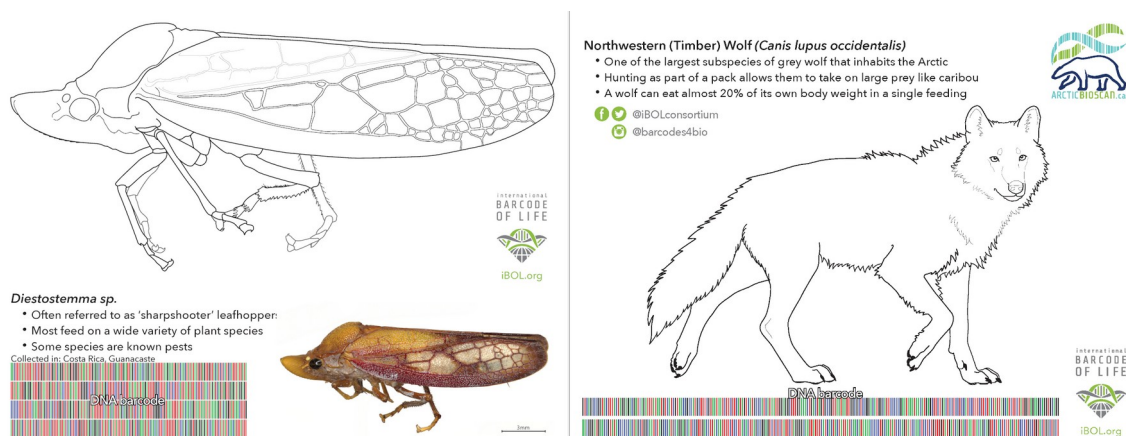 international
BARCODE
OF LIFE
iBOL.org
Diestostemma sp.
• Often referred to as ‘sharpshooter’ leafhoppers
• Most feed on a wide variety of plant species
• Some species are known pests
Collected in: Costa Rica, Guanacaste
DNA barcode
2mm
Northwestern (Timber) Wolf (Canis lupus occidentalis)
• One of the largest subspecies of grey wolf that inhabits the Arctic
• Hunting as part of a pack allows them to take on large prey like caribou
• A wolf can eat almost 20% of its own body weight in a single feeding
@iBOLconsortium
@barcodes4bio
ARCTICBIOSCAN.ca
DNA barcode
international
BARCODE
OF LIFE
iBOL.org